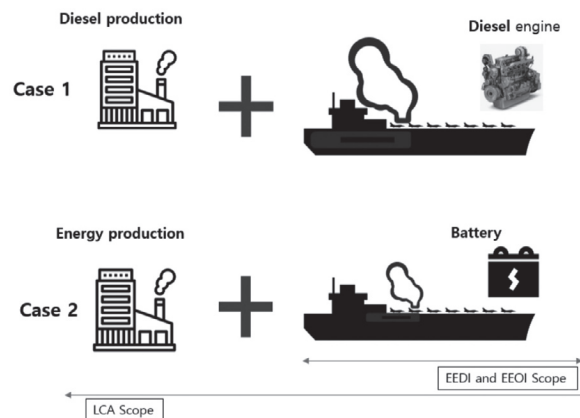 Diesel production
Diesel engine
Case 1
Energy production
Battery
Case 2
EEDI and EEOI Scope
LCA Scope